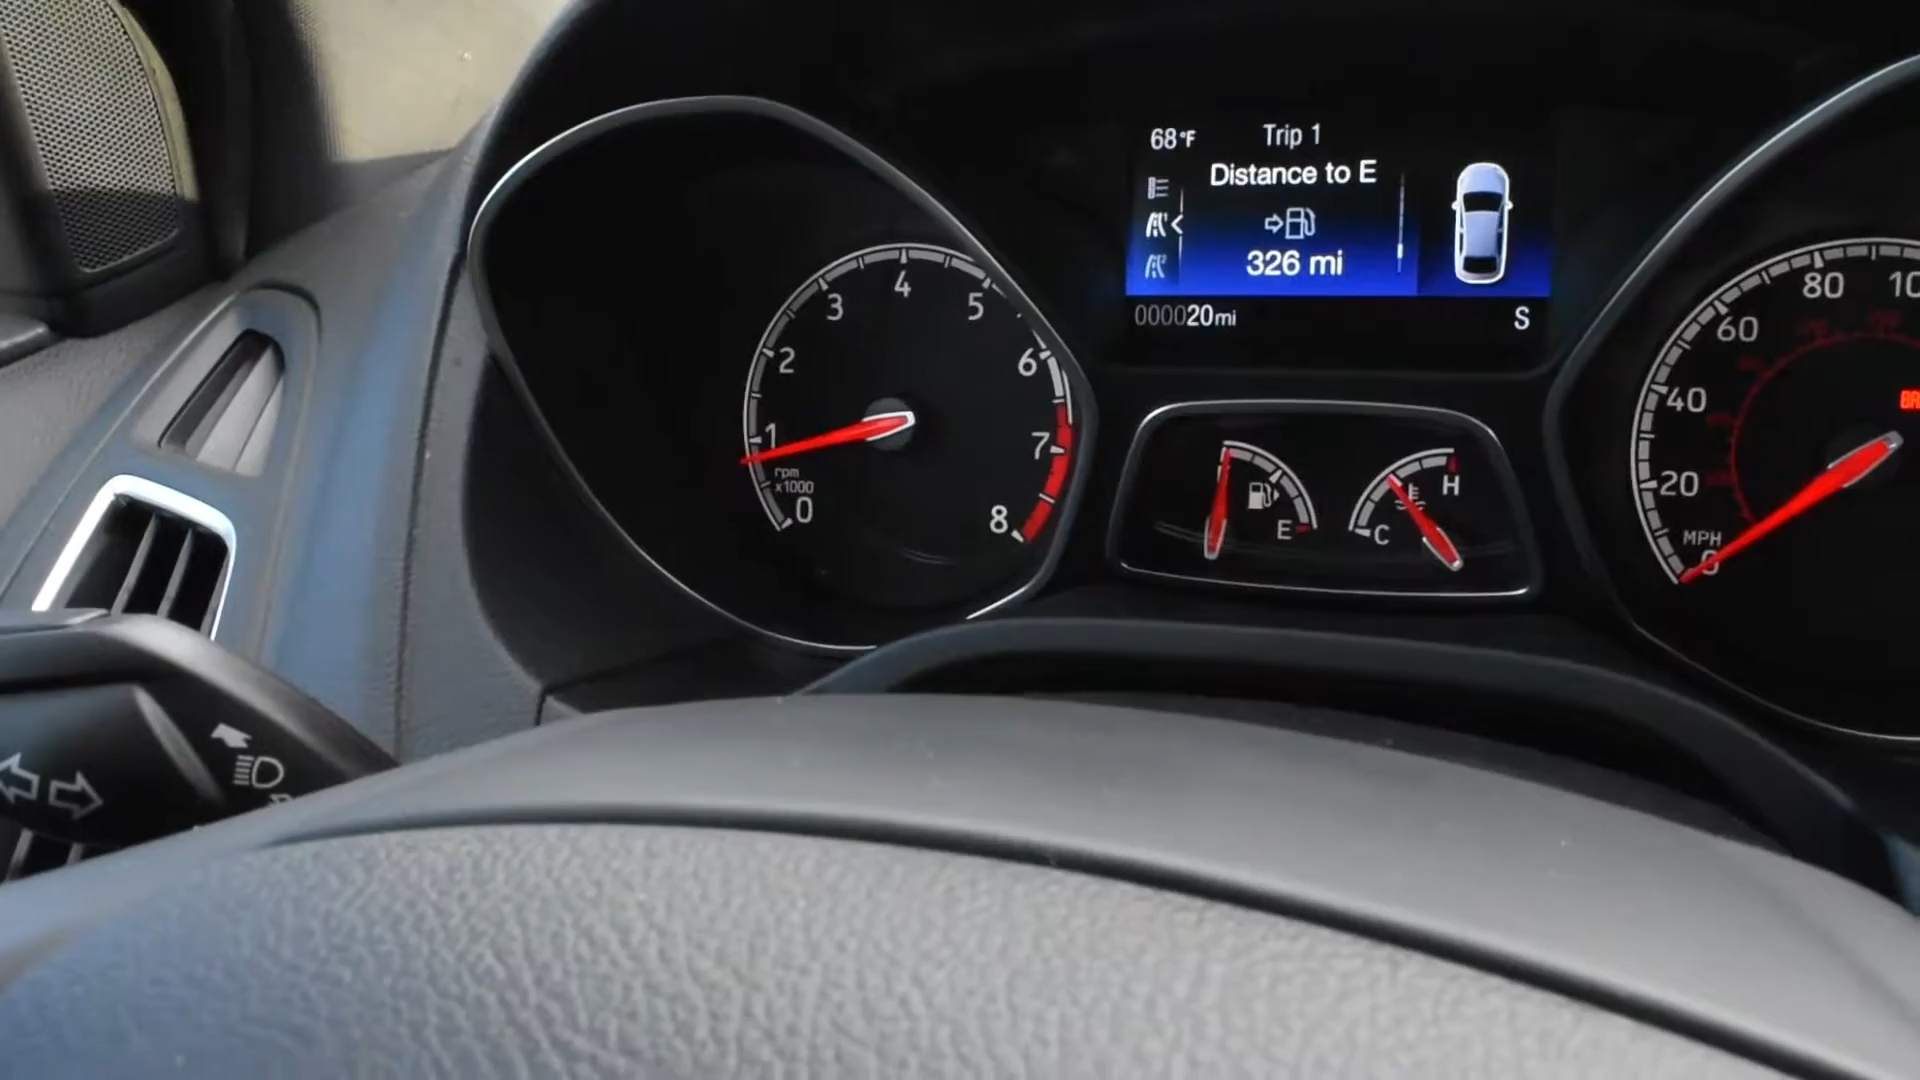 68°F Trip 1
Distance to E
326 mi
000020mi S
0 1 2 3 4 5 6 7 8
rpm
x1000
E
C H
0 20 40 60 80
MPH